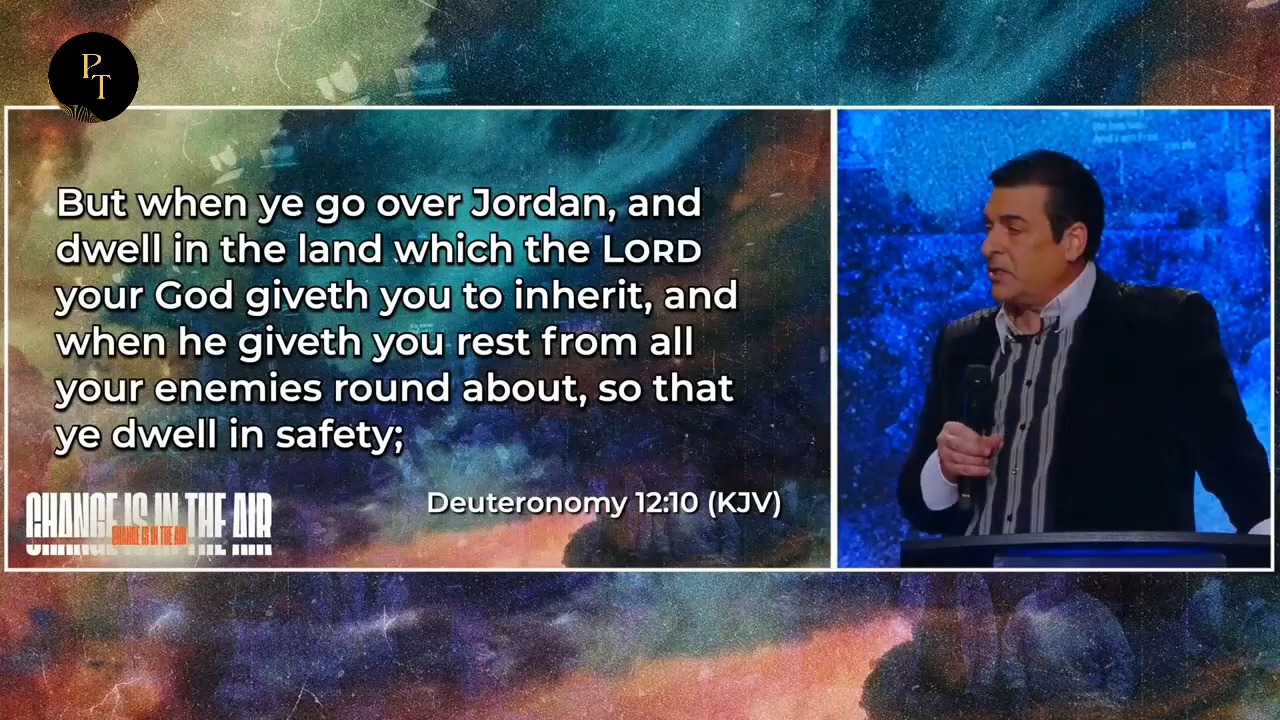 PT
But when ye go over Jordan, and
dwell in the land which the LORD
your God giveth you to inherit, and
when he giveth you rest from all
your enemies round about, so that
ye dwell in safety;
Deuteronomy 12:10 (KJV)
CHANGE IS IN THE AIR
CHANGE IS IN THE AIR